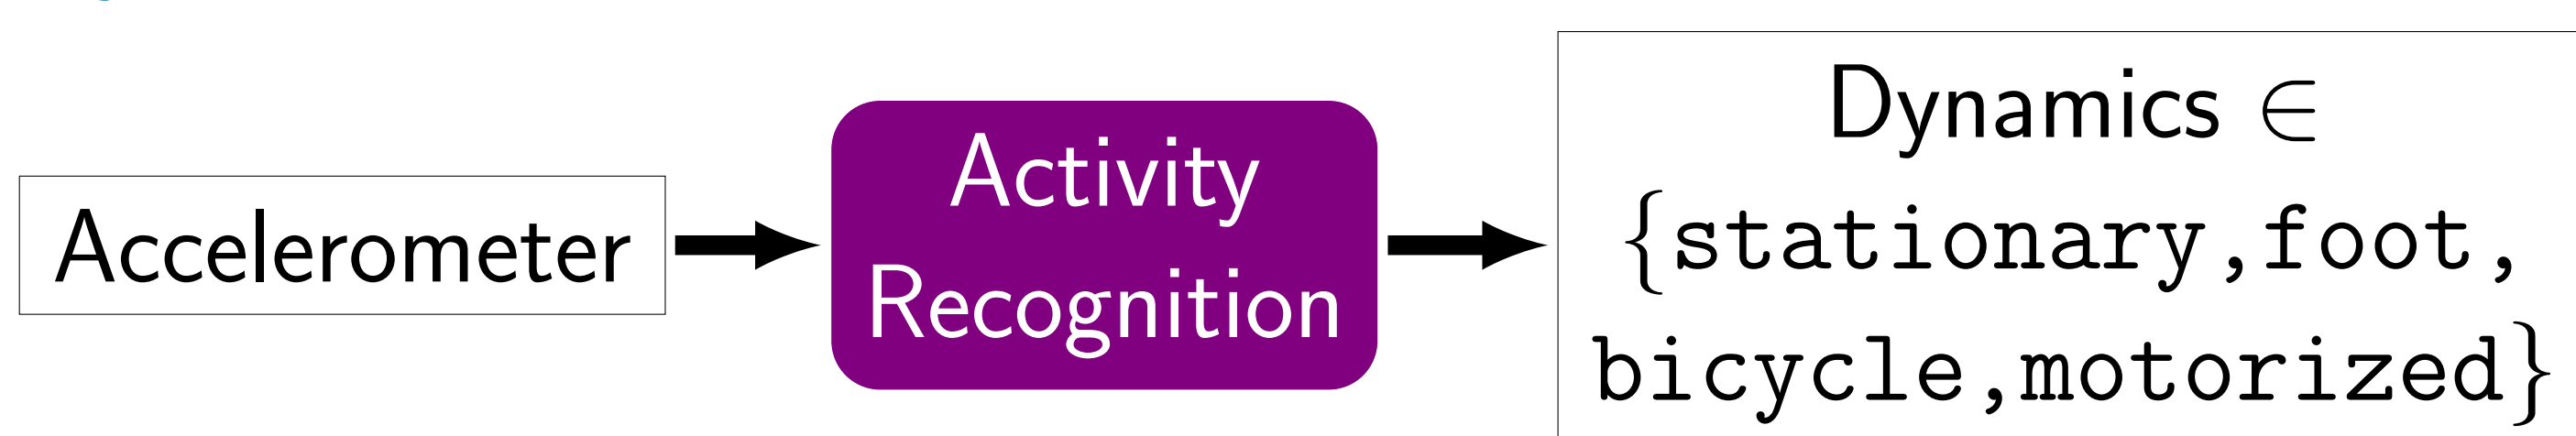 Accelerometer
Activity
Recognition
Dynamics ∈
{stationary,foot,
bicycle,motorized}